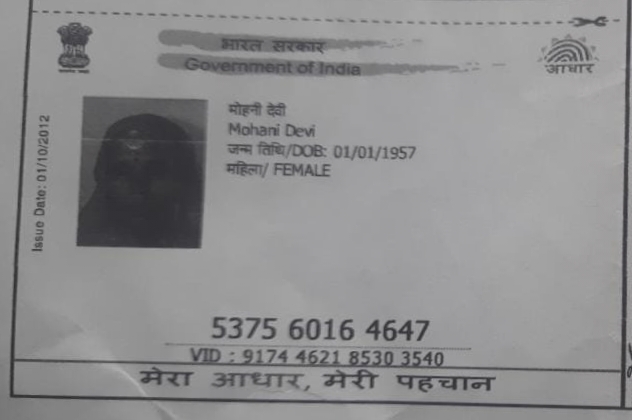 भारत सरकार
Government of India
आधार
Issue Date: 01/10/2012
मोहनी देवी
Mohani Devi
जन्म तिथि/DOB: 01/01/1957
महिला/ FEMALE
5375 6016 4647
VID : 9174 4621 8530 3540
मेरा आधार, मेरी पहचान